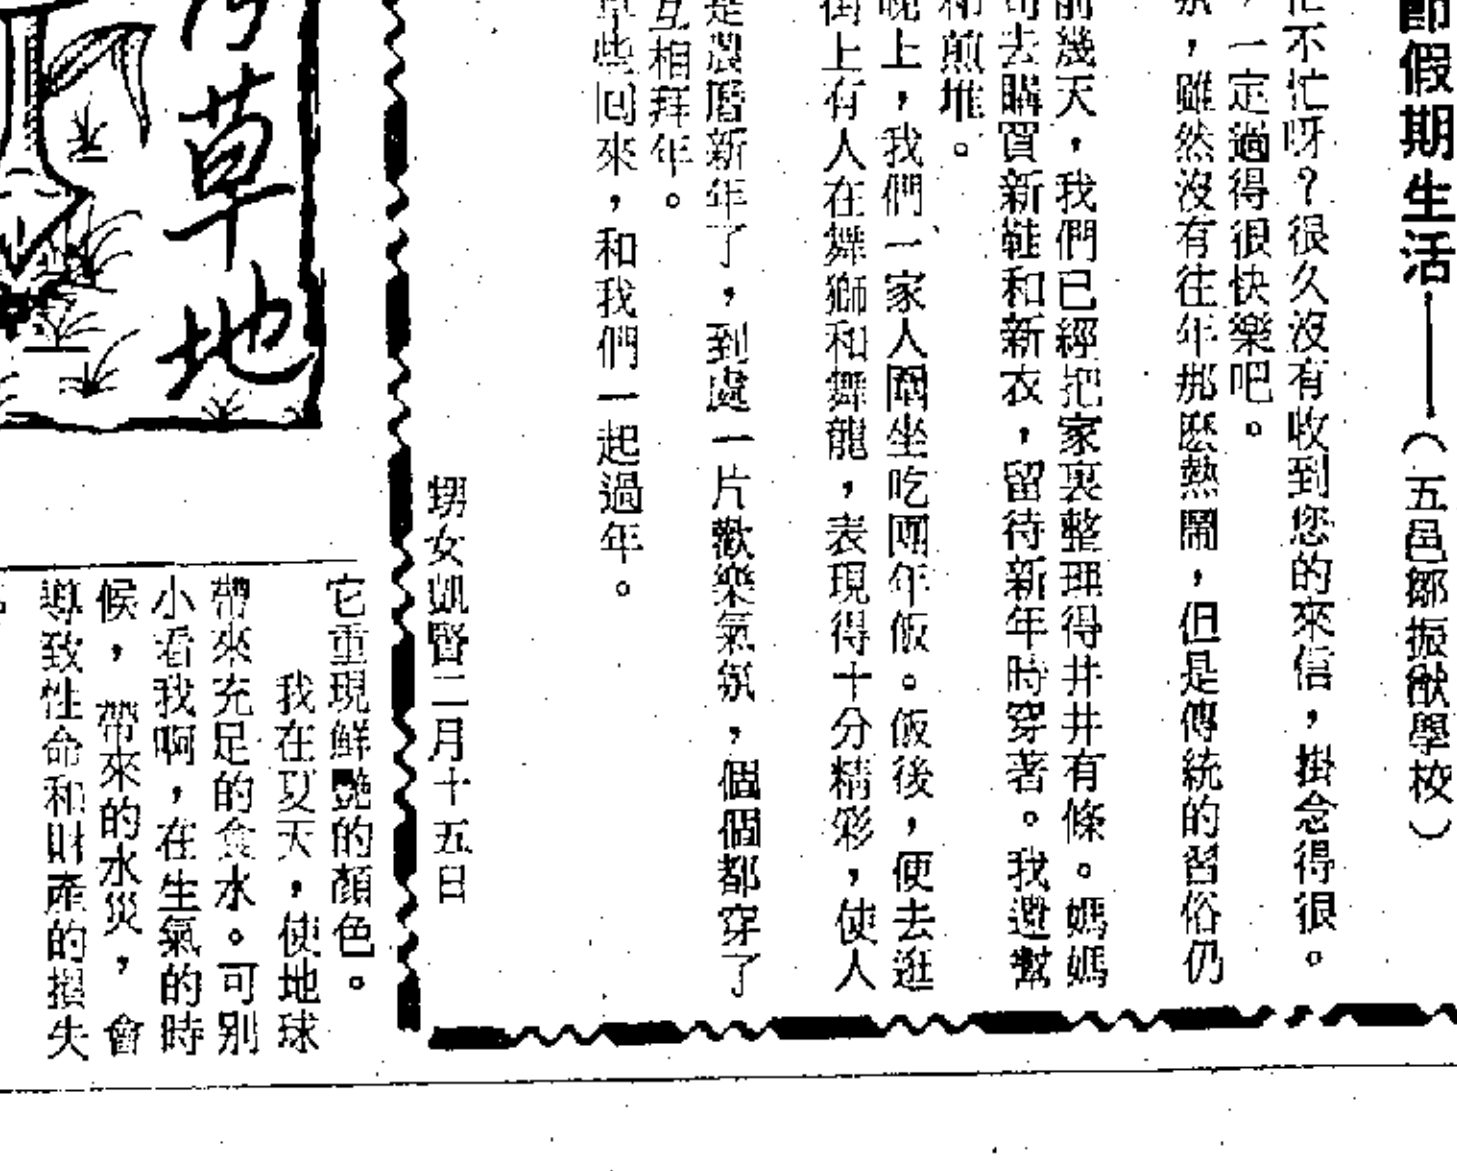 節假期生活——（五邑鄒振猷學校）
忙不忙呀？很久沒有收到您的來信，掛念得很。
，一定過得很快樂吧。
氛，雖然沒有往年那麼熱鬧，但是傳統的習俗仍
前幾天，我們已經把家裏整理得井井有條。媽媽
司去購買新鞋和新衣，留待新年時穿著。我還幫
和煎堆。
晚上，我們一家人圍坐吃團年飯。飯後，便去逛
街上有人在舞獅和舞龍，表現得十分精彩，使人
是農曆新年了，到處一片歡樂氣氛，個個都穿了
互相拜年。
早些回來，和我們一起過年。
甥女凱賢二月十五日
草地
它重現鮮艷的顏色。
我在夏天，使地球
帶來充足的食水。可別
小看我啊，在生氣的時
候，帶來的水災，會
導致性命和財產的損失